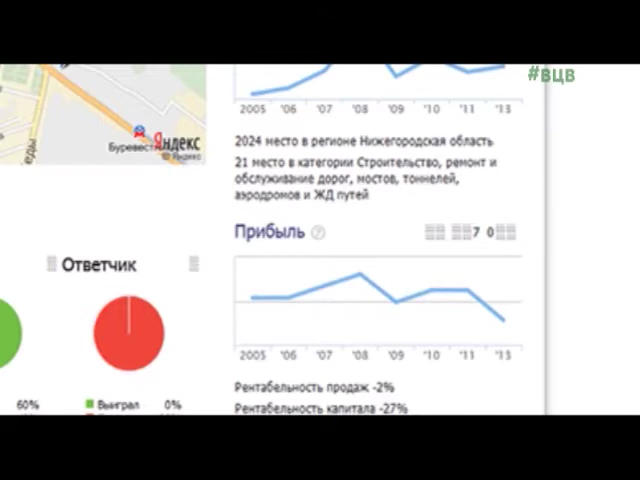 #ВЦВ
2005 '06 '07 '08 '09 '10 '11 '13
Буревест
Яндекс
© Яндекс
2024 место в регионе Нижегородская область
21 место в категории Строительство, ремонт и
обслуживание дорог, мостов, тоннелей,
аэродромов и ЖД путей
Прибыль ?
7 0
Ответчик
2005 '06 '07 '08 '09 '10 '11 '13
Рентабельность продаж -2%
60% Выиграл 0%
Рентабельность капитала -27%